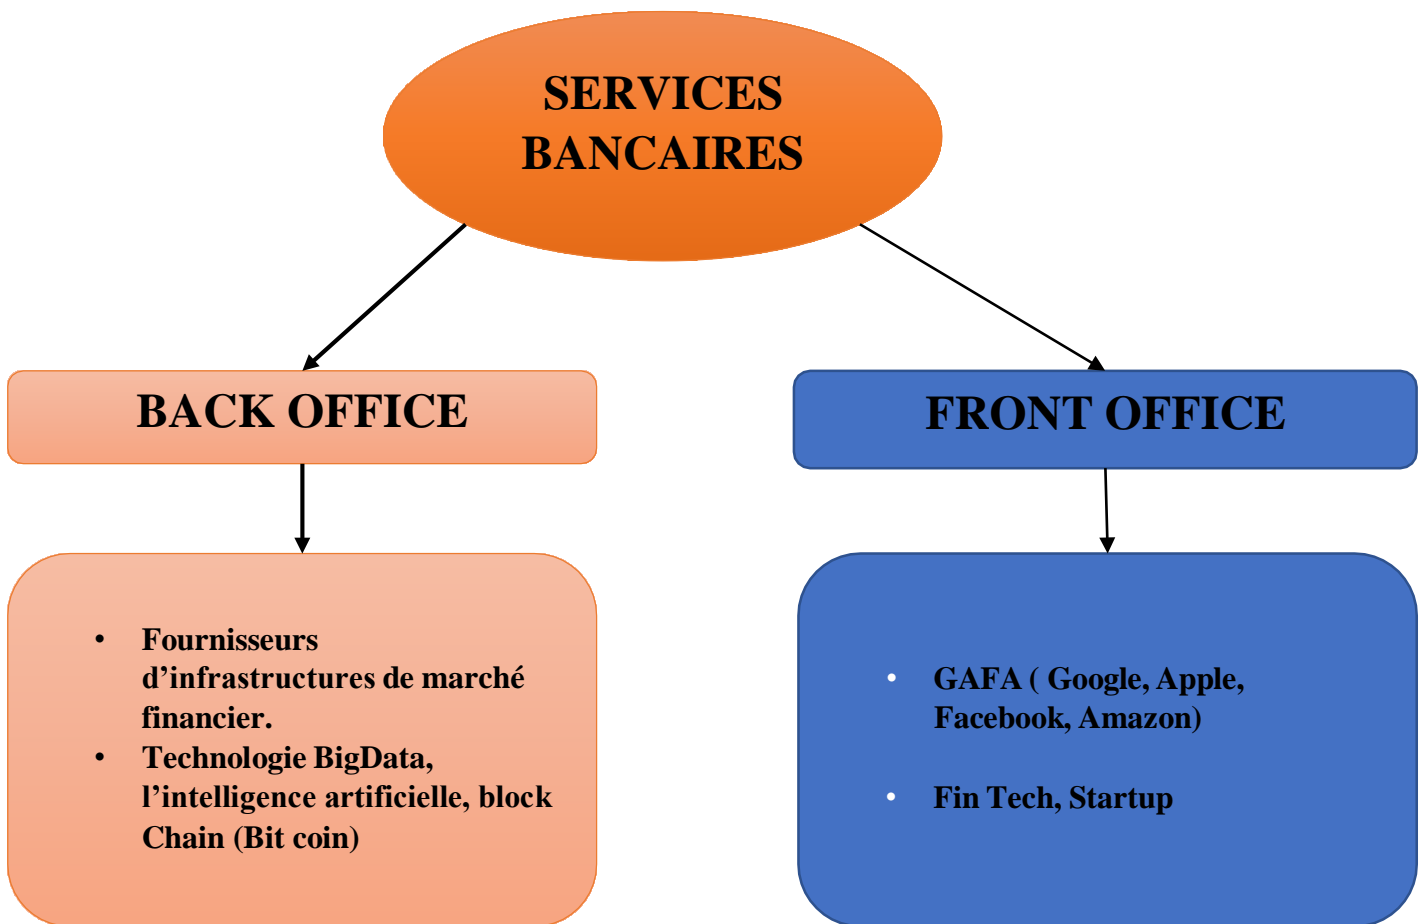 SERVICES
BANCAIRES
BACK OFFICE
FRONT OFFICE
• Fournisseurs
d’infrastructures de marché
financier.
• Technologie BigData,
l’intelligence artificielle, block
Chain (Bit coin)
• GAFA ( Google, Apple,
Facebook, Amazon)
• Fin Tech, Startup